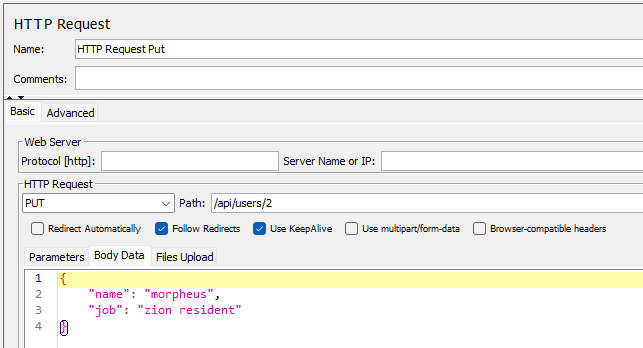 HTTP Request
Name: HTTP Request Put
Comments:
Basic Advanced
Web Server
Protocol [http]: Server Name or IP:
HTTP Request
PUT Path: /api/users/2
Redirect Automatically Follow Redirects Use KeepAlive Use multipart/form-data Browser-compatible headers
Parameters Body Data Files Upload
1 {
2 "name": "morpheus",
3 "job": "zion resident"
4 }